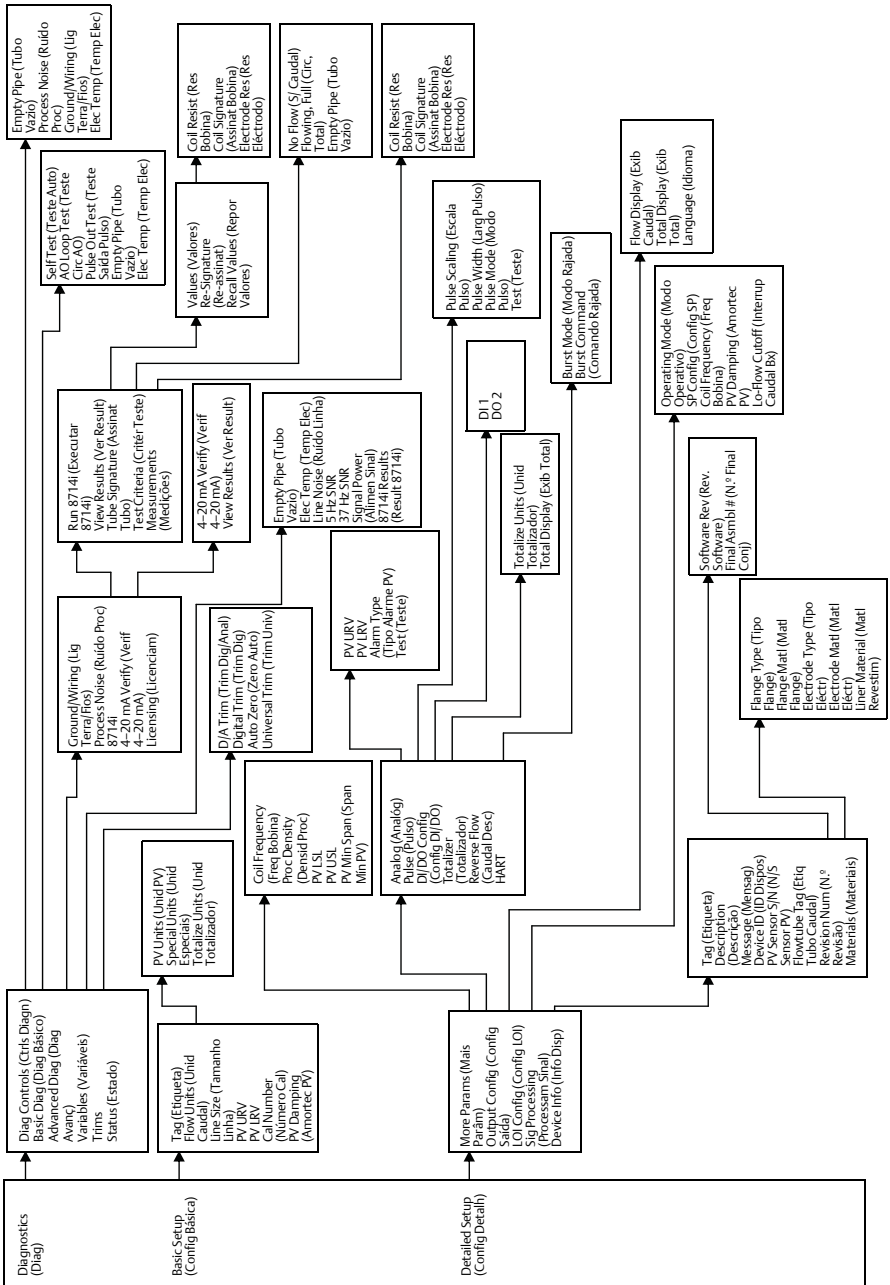 Diagnostics
(Diag)
Basic Setup
(Config Básica)
Detailed Setup
(Config Detalh)
Diag Controls (Ctrls Diagn)
Basic Diag (Diag Básico)
Advanced Diag (Diag
Avanç)
Variables (Variáveis)
Trims
Status (Estado)
Tag (Etiqueta)
Flow Units (Unid
Caudal)
Line Size (Tamanho
Linha)
PV URV
PV LRV
Cal Number
(Número Cal)
PV Damping
(Amortec PV)
More Params (Mais
Parâm)
Output Config (Config
Saída)
LOI Config (Config LOI)
Sig Processing
(Processam Sinal)
Device Info (Info Disp)
PV Units (Unid PV)
Special Units (Unid
Especiais)
Totalize Units (Unid
Totalizador)
Ground/Wiring (Lig
Terra/Fios)
Process Noise (Ruído Proc)
8714i
4–20 mA Verify (Verif
4–20 mA)
Licensing (Licenciam)
D/A Trim (Trim Dig/Anal)
Digital Trim (Trim Dig)
Auto Zero (Zero Auto)
Universal Trim (Trim Univ)
Coil Frequency
(Freq Bobina)
Proc Density
(Densid Proc)
PV LSL
PV USL
PV Min Span (Span
Min PV)
Analog (Analóg)
Pulse (Pulso)
DI/DO Config
(Config DI/DO)
Totalizer
(Totalizador)
Reverse Flow
(Caudal Desc)
HART
Tag (Etiqueta)
Description
(Descrição)
Message (Mensag)
Device ID (ID Dispos)
PV Sensor S/N (N/S
Sensor PV)
Flowtube Tag (Etiq
Tubo Caudal)
Revision Num (N.º
Revisão)
Materials (Materiais)
Run 8714i (Executar
8714i)
View Results (Ver Result)
Tube Signature (Assinat
Tubo)
Test Criteria (Critér Teste)
Measurements
(Medições)
4–20 mA Verify (Verif
4–20 mA)
View Results (Ver Result)
Empty Pipe (Tubo
Vazio)
Elec Temp (Temp Elec)
Line Noise (Ruído Linha)
5 Hz SNR
37 Hz SNR
Signal Power
(Alimen Sinal)
8714i Results
(Result 8714i)
PV URV
PV LRV
Alarm Type
(Tipo Alarme PV)
Test (Teste)
Totalize Units (Unid
Totalizador)
Total Display (Exib Total)
Software Rev (Rev.
Software)
Final Asmbl # (N.º Final
Conj)
Flange Type (Tipo
Flange)
Flange Matl (Matl
Flange)
Electrode Type (Tipo
Eléctr)
Electrode Matl (Matl
Eléctr)
Liner Material (Matl
Revestim)
Self Test (Teste Auto)
AO Loop Test (Teste
Circ AO)
Pulse Out Test (Teste
Saída Pulso)
Empty Pipe (Tubo
Vazio)
Elec Temp (Temp Elec)
Values (Valores)
Re-Signature
(Re-assinat)
Recall Values (Repor
Valores)
Pulse Scaling (Escala
Pulso)
Pulse Width (Larg Pulso)
Pulse Mode (Modo
Pulso)
Test (Teste)
DI 1
DO 2
Burst Mode (Modo Rajada)
Burst Command
(Comando Rajada)
Operating Mode (Modo
Operativo)
SP Config (Config SP)
Coil Frequency (Freq
Bobina)
PV Damping (Amortec
PV)
Lo-Flow Cutoff (Interrup
Caudal Bx)
Empty Pipe (Tubo
Vazio)
Process Noise (Ruído
Proc)
Ground/Wiring (Lig
Terra/Fios)
Elec Temp (Temp Elec)
Coil Resist (Res
Bobina)
Coil Signature
(Assinat Bobina)
Electrode Res (Res
Eléctrodo)
No Flow (S/ Caudal)
Flowing, Full (Circ,
Total)
Empty Pipe (Tubo
Vazio)
Coil Resist (Res
Bobina)
Coil Signature
(Assinat Bobina)
Electrode Res (Res
Eléctrodo)
Flow Display (Exib
Caudal)
Total Display (Exib
Total)
Language (Idioma)